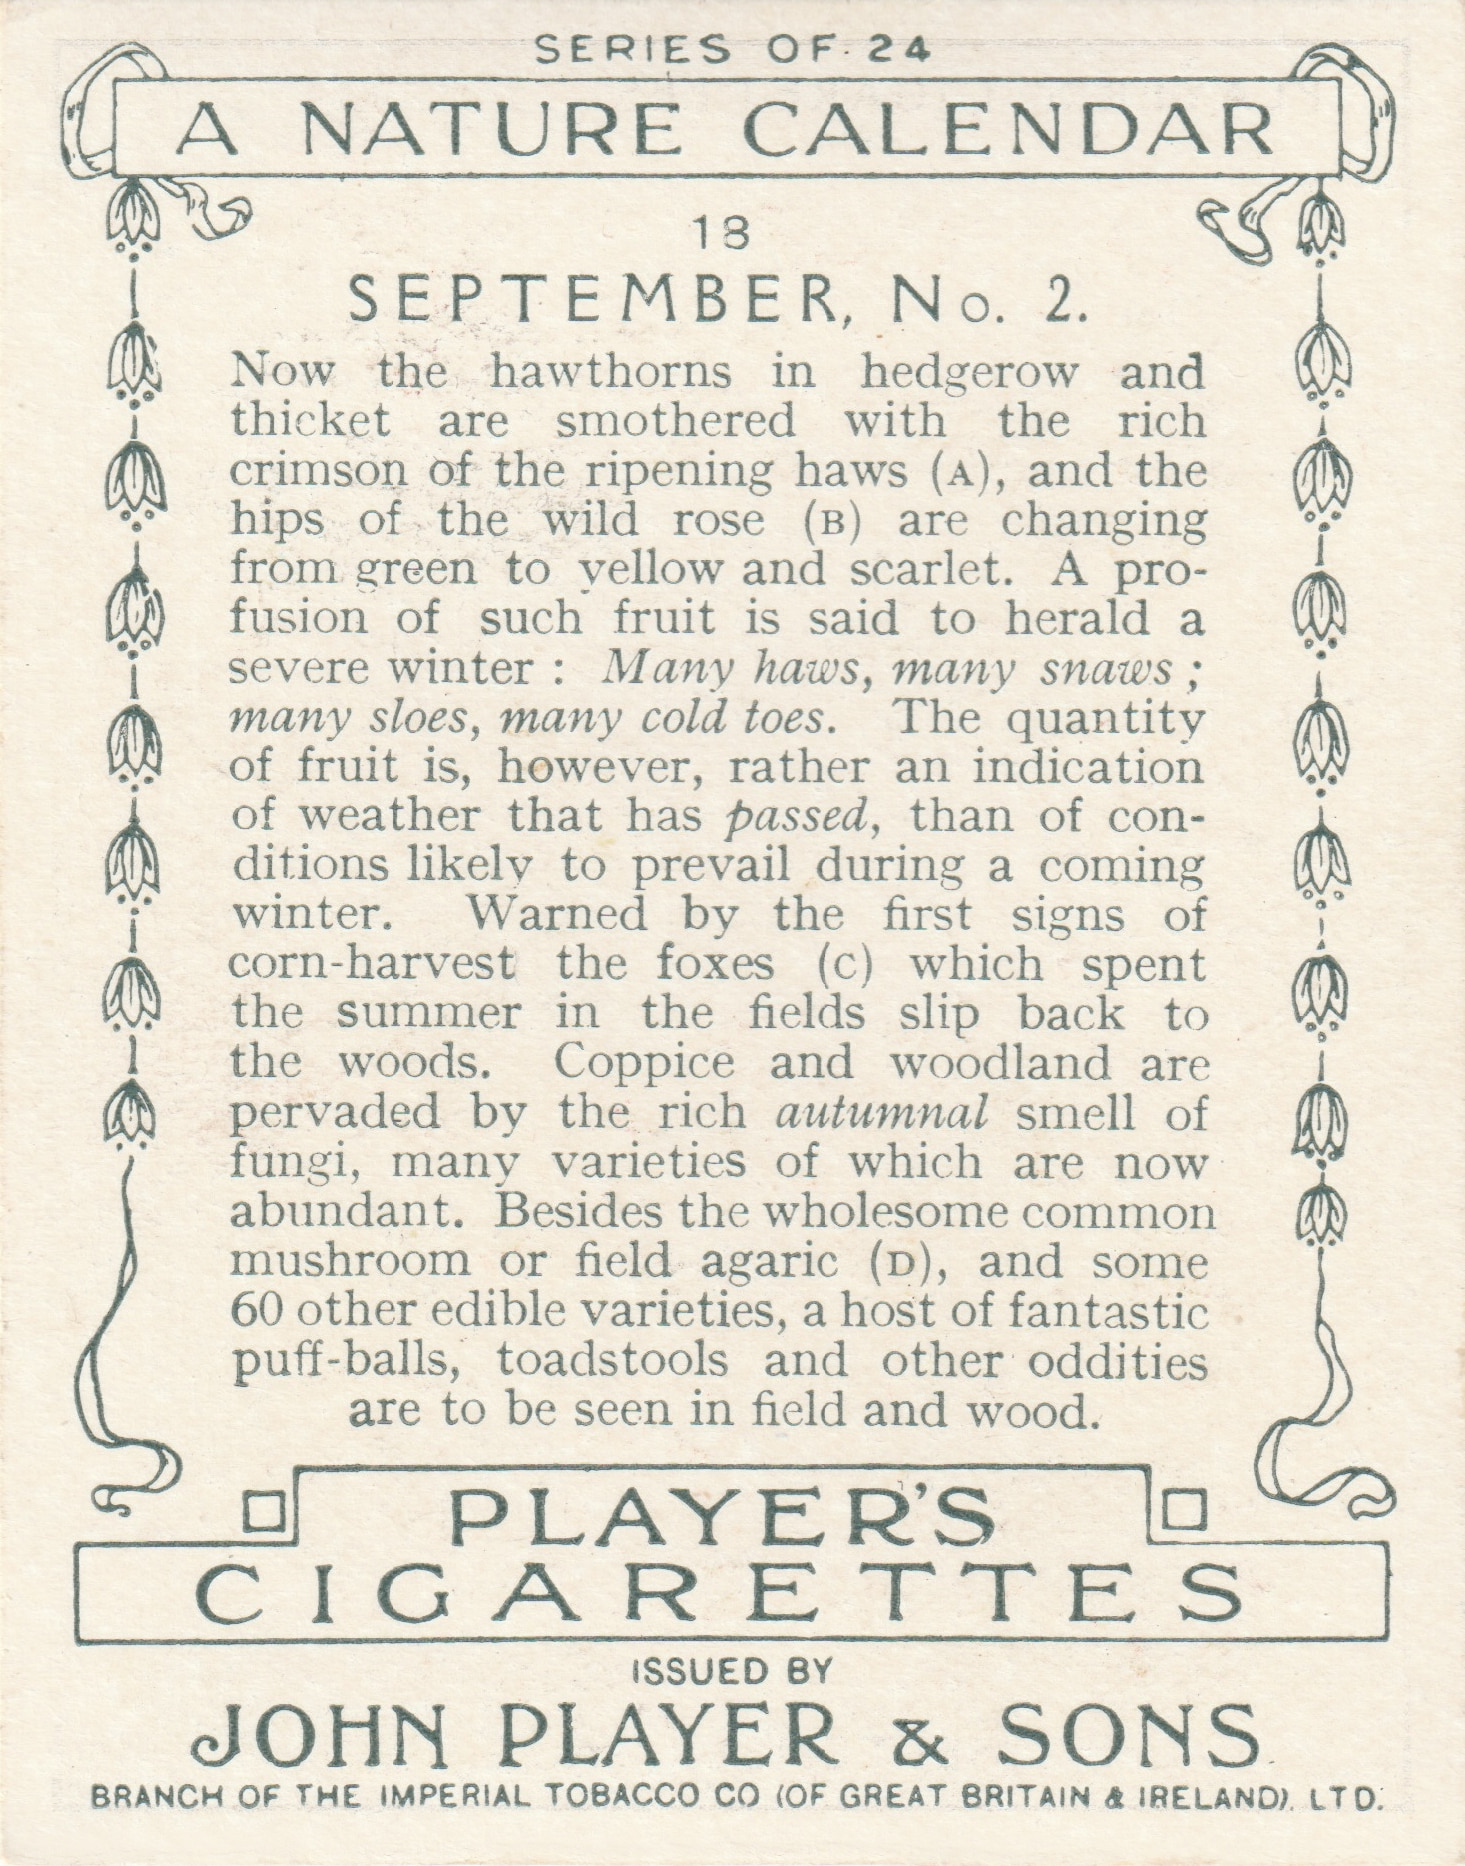 SERIES OF 24
A NATURE CALENDAR
18
SEPTEMBER, No. 2.
Now the hawthorns in hedgerow and
thicket are smothered with the rich
crimson of the ripening haws (A), and the
hips of the wild rose (B) are changing
from green to yellow and scarlet. A pro-
fusion of such fruit is said to herald a
severe winter : Many haws, many snaws ;
many sloes, many cold toes. The quantity
of fruit is, however, rather an indication
of weather that has passed, than of con-
ditions likely to prevail during a coming
winter. Warned by the first signs of
corn-harvest the foxes (C) which spent
the summer in the fields slip back to
the woods. Coppice and woodland are
pervaded by the rich autumnal smell of
fungi, many varieties of which are now
abundant. Besides the wholesome common
mushroom or field agaric (D), and some
60 other edible varieties, a host of fantastic
puff-balls, toadstools and other oddities
are to be seen in field and wood.
PLAYER'S
CIGARETTES
ISSUED BY
JOHN PLAYER & SONS
BRANCH OF THE IMPERIAL TOBACCO CO (OF GREAT BRITAIN & IRELAND), LTD.